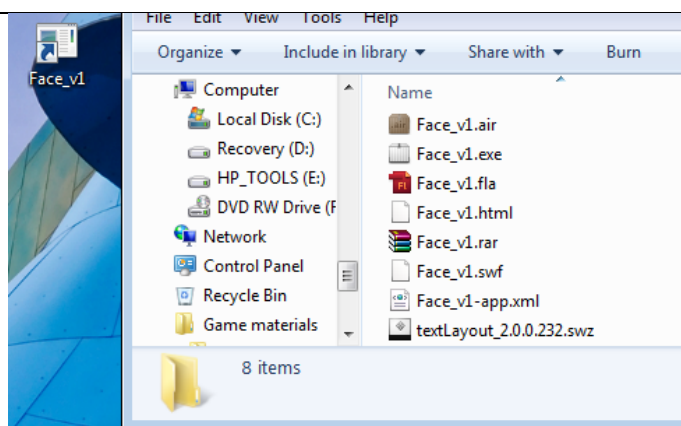 File Edit View Tools Help
Organize Include in library Share with Burn
Face_v1
Computer
Local Disk (C:)
Recovery (D:)
HP_TOOLS (E:)
DVD RW Drive (F
Network
Control Panel
Recycle Bin
Game materials
Name
air Face_v1.air
Face_v1.exe
Fl Face_v1.fla
Face_v1.html
Face_v1.rar
Face_v1.swf
Face_v1-app.xml
textLayout_2.0.0.232.swz
8 items